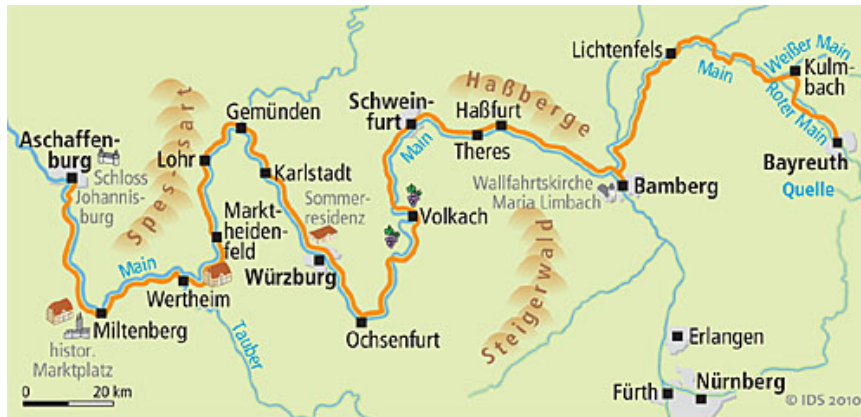 Lichtenfels
Main
Weißer Main
Kulm-
bach
Roter Main
Bayreuth
Quelle
Haßberge
Schwein-
furt
Haßfurt
Main
Theres
Gemünden
Spessart
Aschaffen-
burg
Schloss
Johannis-
burg
Lohr
Karlstadt
Sommer-
residenz
Wallfahrtskirche
Maria Limbach
Bamberg
Volkach
Markt-
heiden-
feld
Main
Würzburg
Wertheim
Steigerwald
Miltenberg
Tauber
Ochsenfurt
histor.
Marktplatz
Erlangen
Fürth
Nürnberg
0 20 km
© IDS 2010